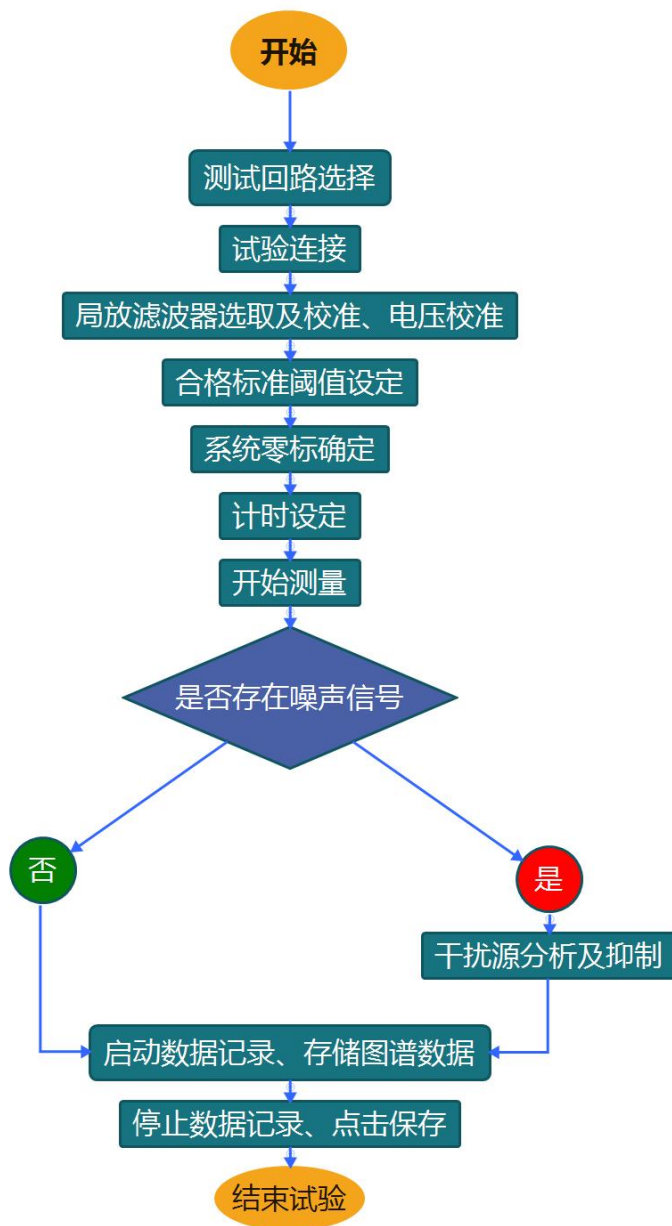 开始
测试回路选择
试验连接
局放滤波器选取及校准、电压校准
合格标准阈值设定
系统零标确定
计时设定
开始测量
是否存在噪声信号
否
是
干扰源分析及抑制
启动数据记录、存储图谱数据
停止数据记录、点击保存
结束试验